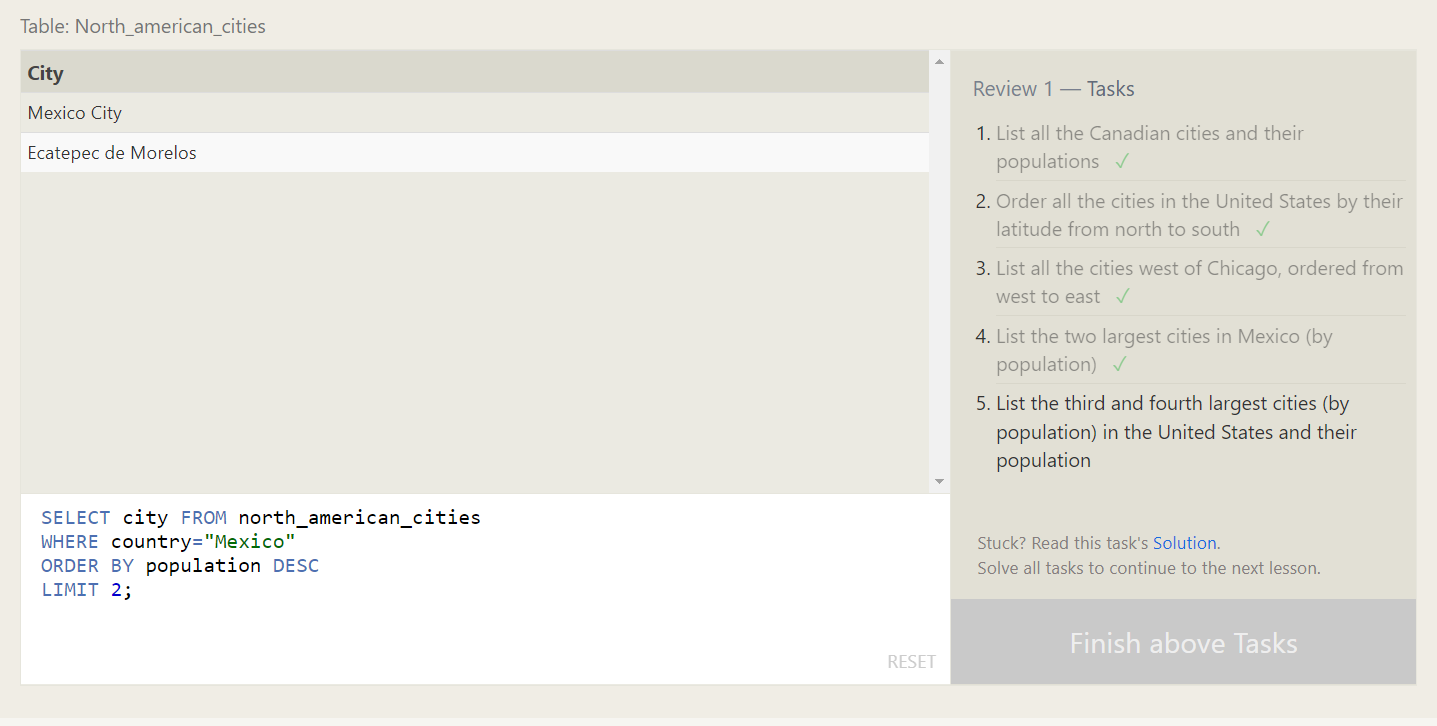 Table: North_american_cities
City
Mexico City
Ecatepec de Morelos
SELECT city FROM north_american_cities
WHERE country="Mexico"
ORDER BY population DESC
LIMIT 2;
RESET
Review 1 — Tasks
1. List all the Canadian cities and their
populations ✓
2. Order all the cities in the United States by their
latitude from north to south ✓
3. List all the cities west of Chicago, ordered from
west to east ✓
4. List the two largest cities in Mexico (by
population) ✓
5. List the third and fourth largest cities (by
population) in the United States and their
population
Stuck? Read this task's Solution.
Solve all tasks to continue to the next lesson.
Finish above Tasks